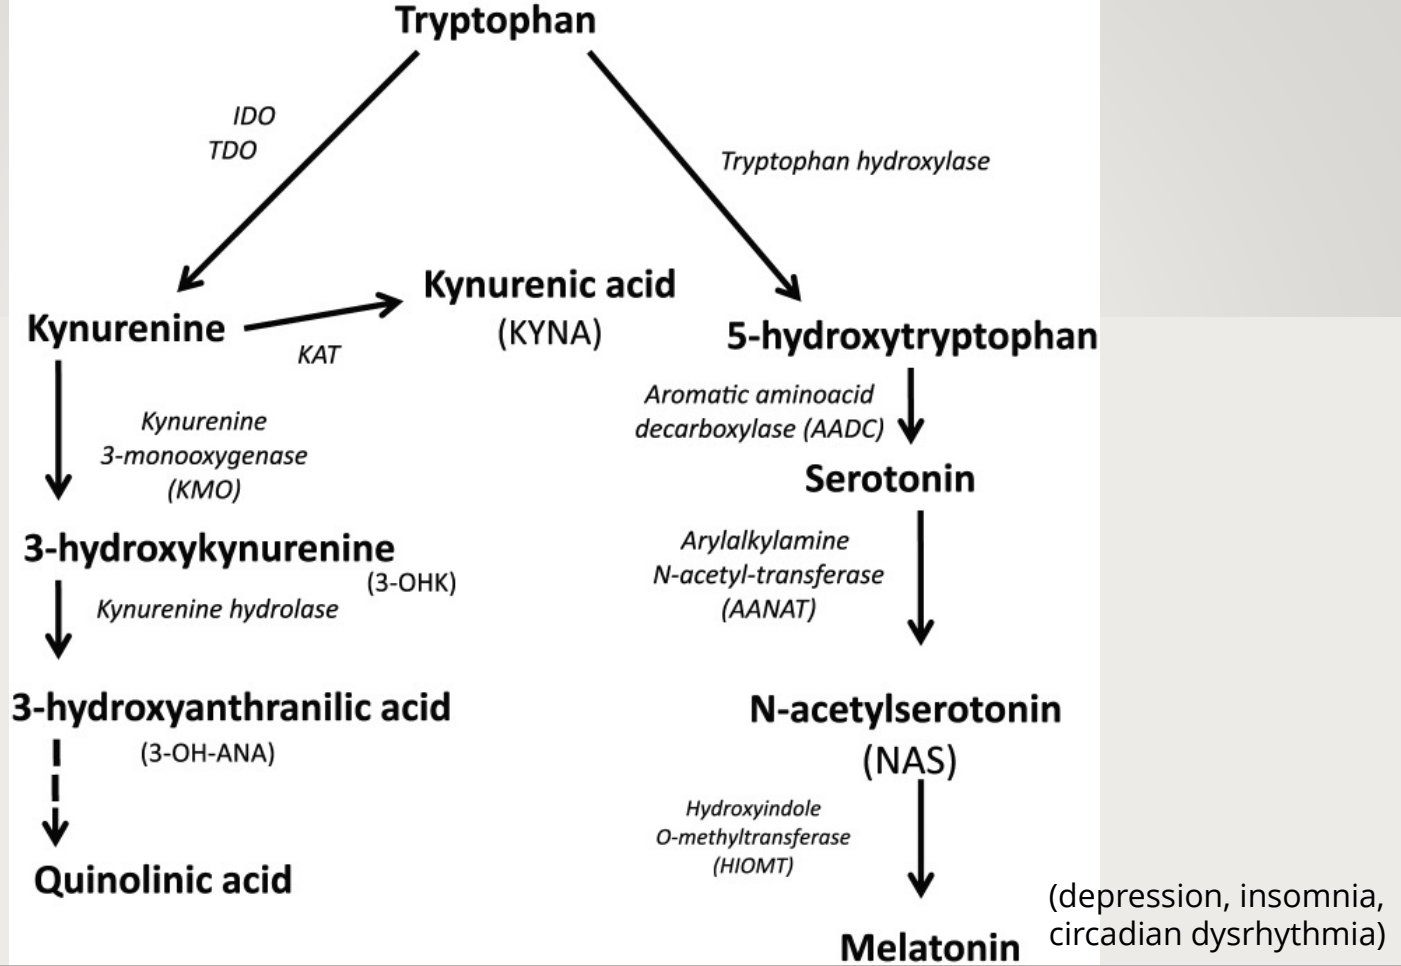 Tryptophan
IDO
TDO
Tryptophan hydroxylase
Kynurenic acid
(KYNA)
Kynurenine
KAT
5-hydroxytryptophan
Aromatic aminoacid
decarboxylase (AADC)
Kynurenine
3-monooxygenase
(KMO)
Serotonin
3-hydroxykynurenine
(3-OHK)
Kynurenine hydrolase
Arylalkylamine
N-acetyl-transferase
(AANAT)
3-hydroxyanthranilic acid
(3-OH-ANA)
N-acetylserotonin
(NAS)
Hydroxyindole
O-methyltransferase
(HIOMT)
Quinolinic acid
Melatonin
(depression, insomnia,
circadian dysrhythmia)